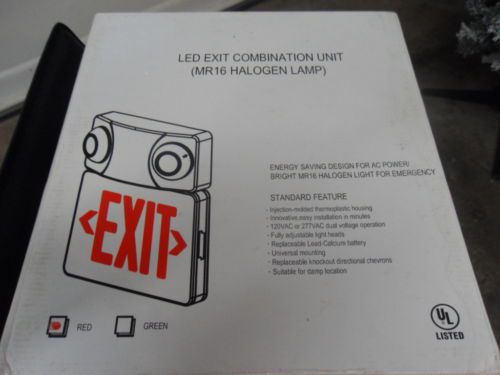 LED EXIT COMBINATION UNIT
(MR16 HALOGEN LAMP)
ENERGY SAVING DESIGN FOR AC POWER/
BRIGHT MR16 HALOGEN LIGHT FOR EMERGENCY
STANDARD FEATURE
- Injection-molded thermoplastic housing
- Innovative easy installation in minutes
- 120VAC or 277VAC dual voltage operation
- Fully adjustable light heads
- Replaceable Lead-Calcium battery
- Universal mounting
- Replaceable knockout directional chevrons
- Suitable for damp location
<EXIT>
RED
GREEN
UL
LISTED